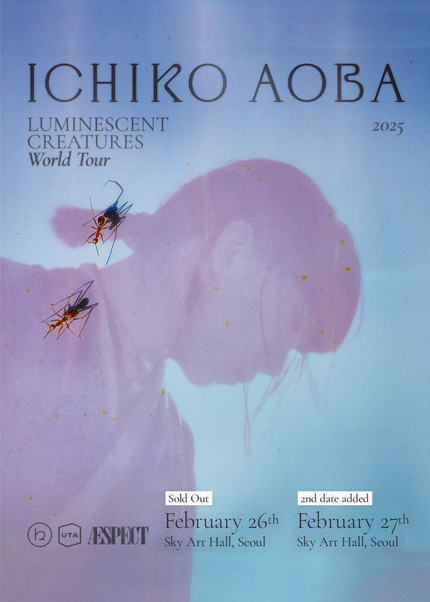 ICHIKO AOBA
LUMINESCENT
CREATURES
World Tour
2025
Sold Out
February 26th
Sky Art Hall, Seoul
2nd date added
February 27th
Sky Art Hall, Seoul
h
UTA
ÆSPECT